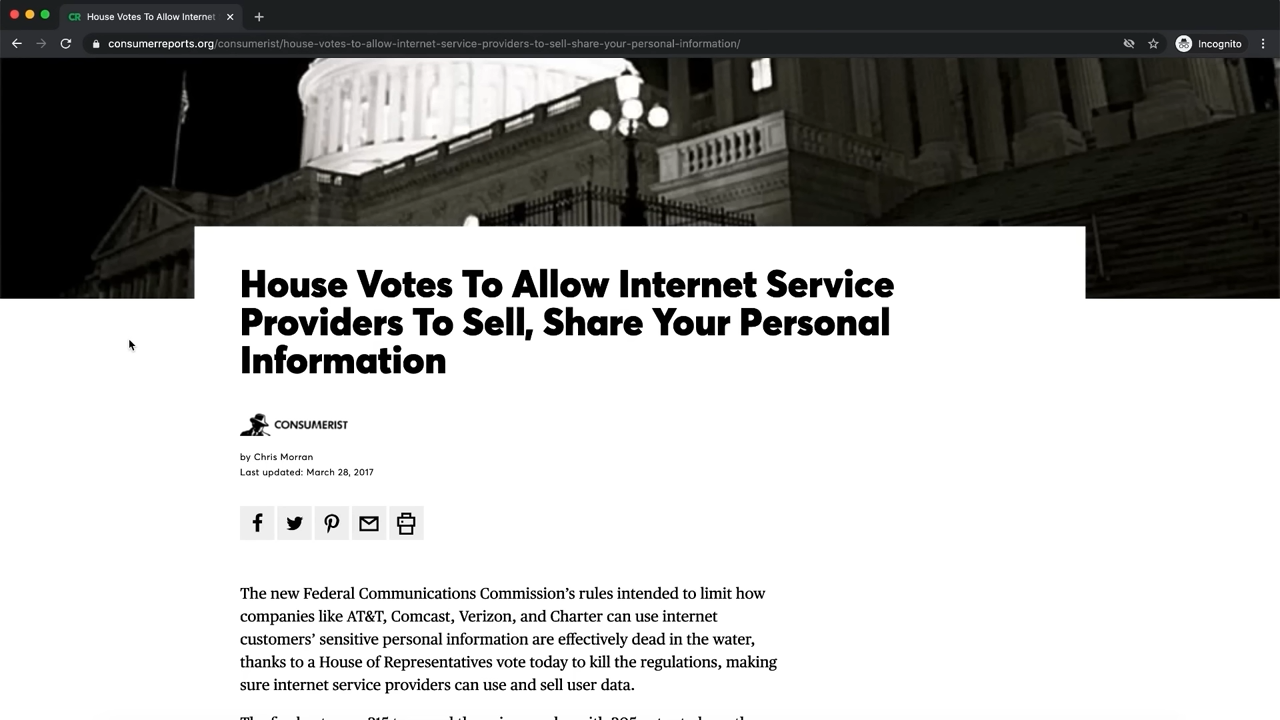 CR House Votes To Allow Internet
consumerreports.org/consumerist/house-votes-to-allow-internet-service-providers-to-sell-share-your-personal-information/
Incognito
House Votes To Allow Internet Service
Providers To Sell, Share Your Personal
Information
CONSUMERIST
by Chris Morran
Last updated: March 28, 2017
The new Federal Communications Commission’s rules intended to limit how
companies like AT&T, Comcast, Verizon, and Charter can use internet
customers’ sensitive personal information are effectively dead in the water,
thanks to a House of Representatives vote today to kill the regulations, making
sure internet service providers can use and sell user data.